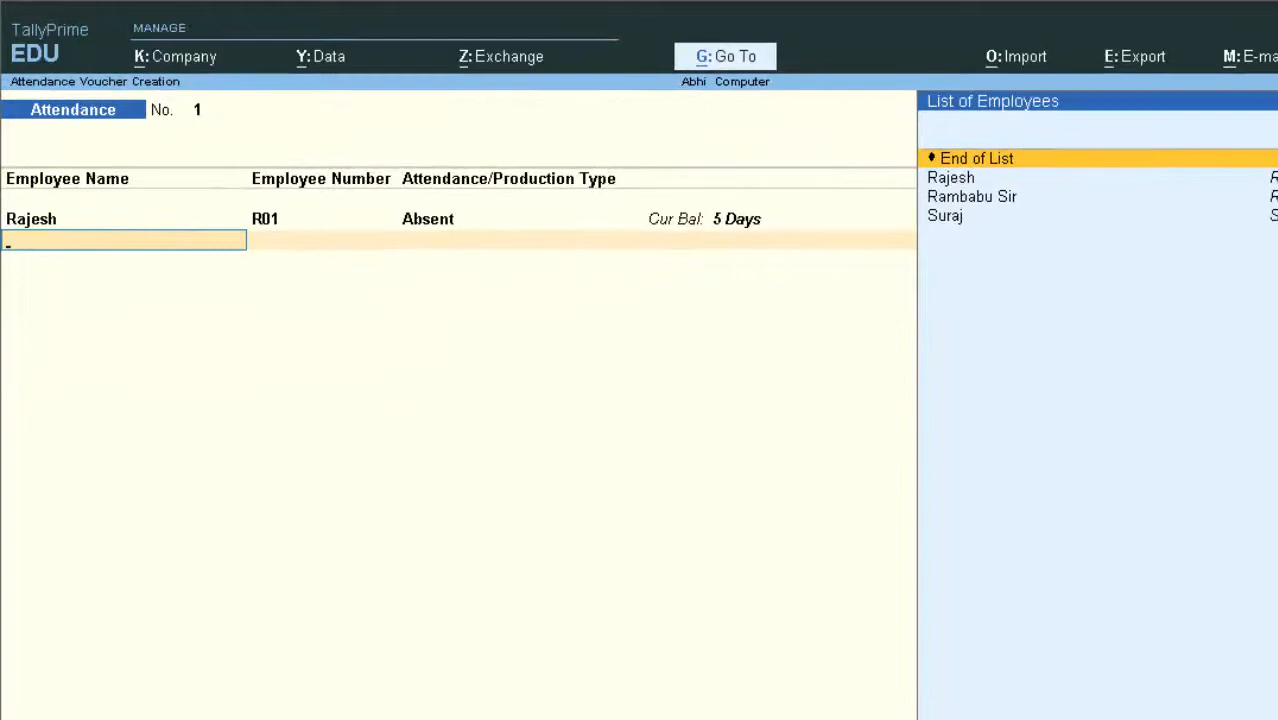 TallyPrime
EDU
MANAGE
K: Company
Y: Data
Z: Exchange
G: Go To
O: Import
E: Export
M: E-ma
Attendance Voucher Creation
Abhi Computer
Attendance No. 1
Employee Name Employee Number Attendance/Production Type
Rajesh R01 Absent Cur Bal: 5 Days
List of Employees
♦ End of List
Rajesh R
Rambabu Sir R
Suraj S